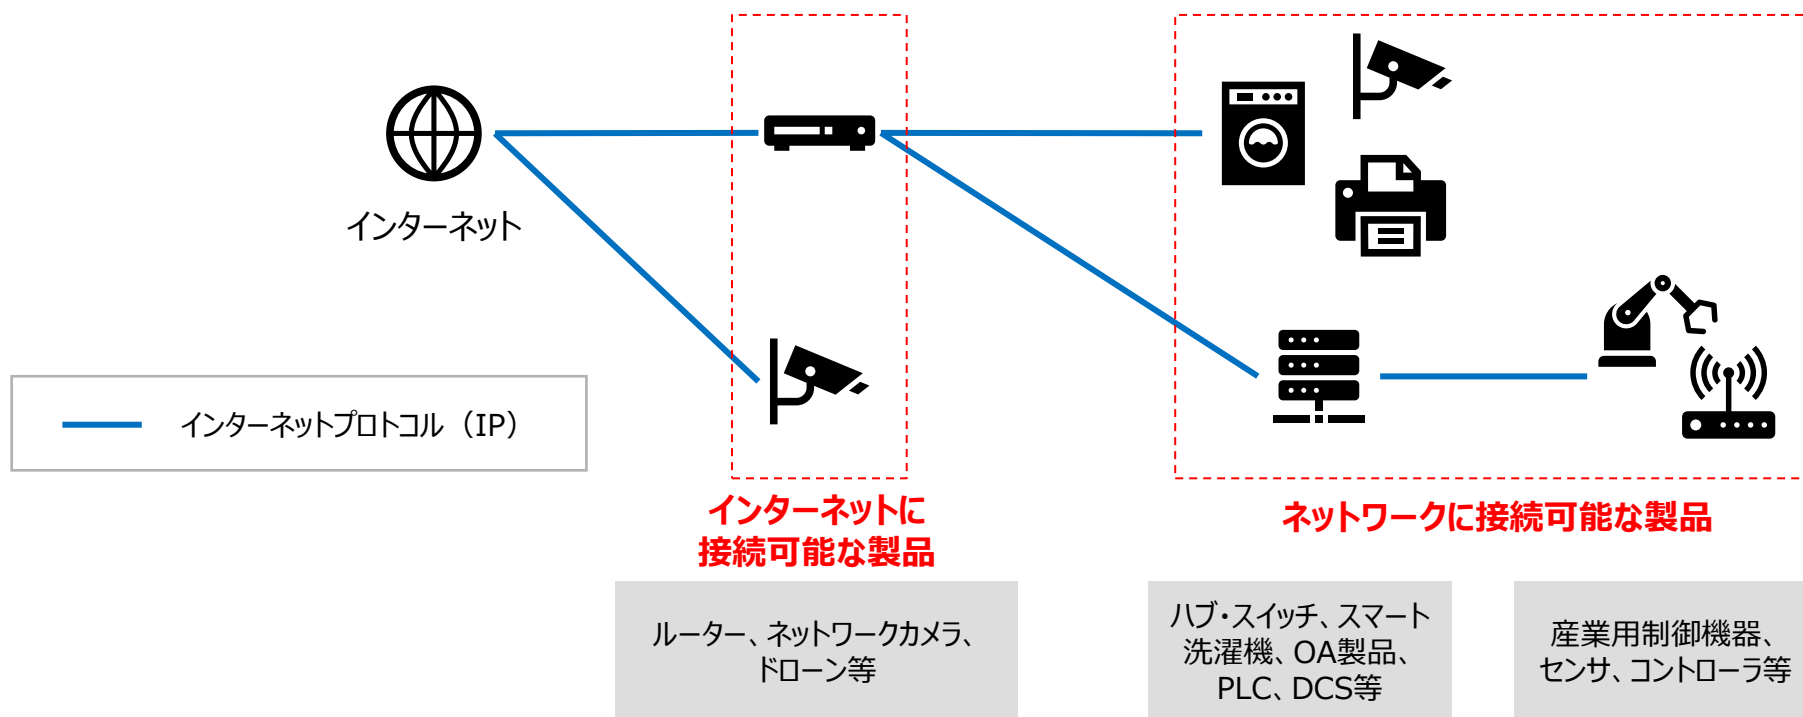 インターネット
インターネットプロトコル（IP）
インターネットに
接続可能な製品
ネットワークに接続可能な製品
ルーター、ネットワークカメラ、
ドローン等
ハブ・スイッチ、スマート
洗濯機、OA製品、
PLC、DCS等
産業用制御機器、
センサ、コントローラ等